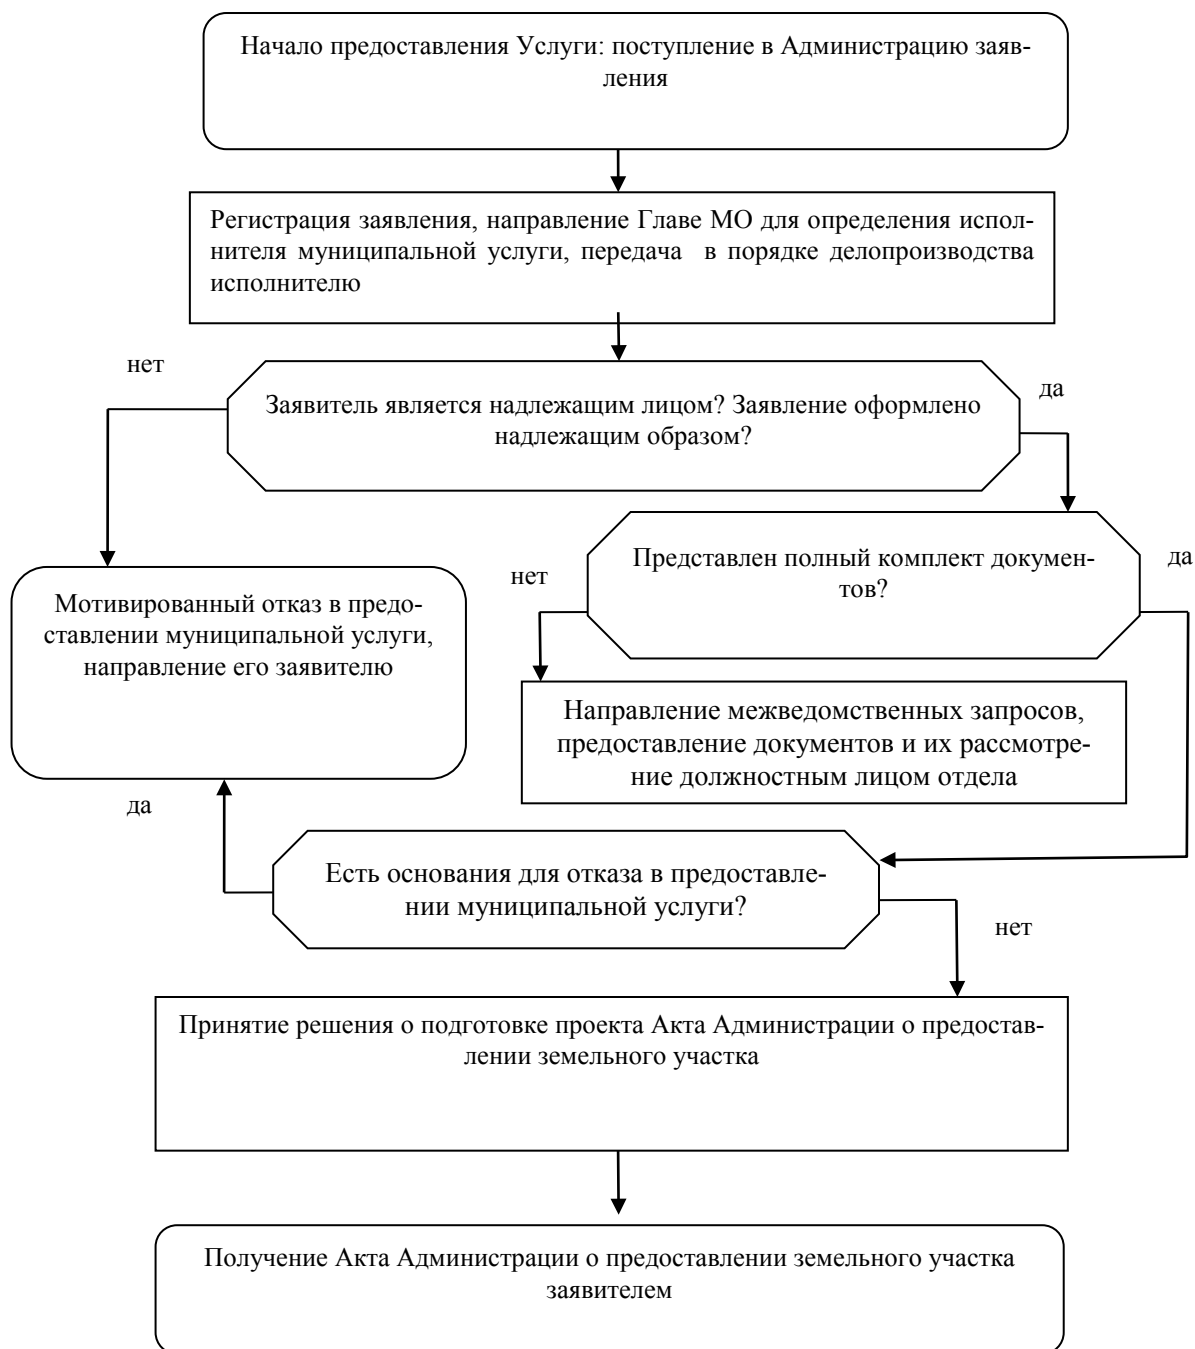 Начало предоставления Услуги: поступление в Администрацию заяв-
ления
Регистрация заявления, направление Главе МО для определения испол-
нителя муниципальной услуги, передача в порядке делопроизводства
исполнителю
нет
да
Заявитель является надлежащим лицом? Заявление оформлено
надлежащим образом?
Представлен полный комплект докумен-
тов?
нет
да
Мотивированный отказ в предо-
ставлении муниципальной услуги,
направление его заявителю
Направление межведомственных запросов,
предоставление документов и их рассмотре-
ние должностным лицом отдела
да
Есть основания для отказа в предоставле-
нии муниципальной услуги?
нет
Принятие решения о подготовке проекта Акта Администрации о предостав-
лении земельного участка
Получение Акта Администрации о предоставлении земельного участка
заявителем